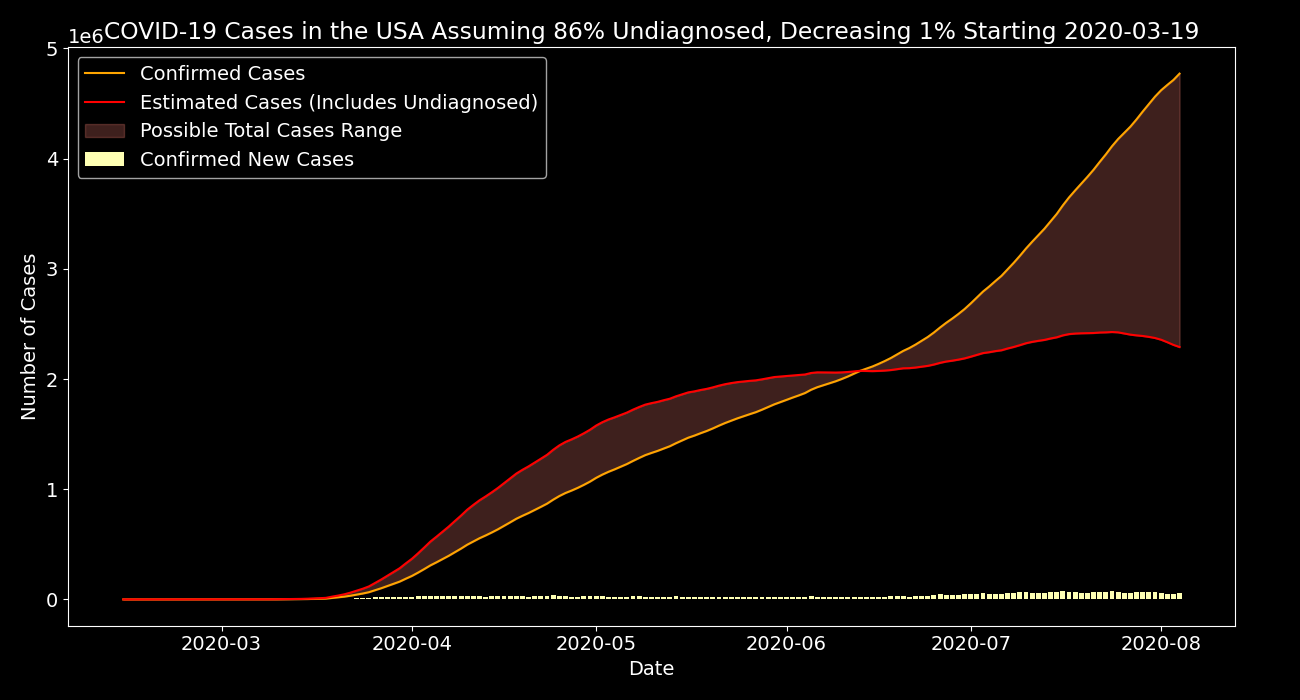 1e6
COVID-19 Cases in the USA Assuming 86% Undiagnosed, Decreasing 1% Starting 2020-03-19
Confirmed Cases
Estimated Cases (Includes Undiagnosed)
Possible Total Cases Range
Confirmed New Cases
Number of Cases
5
4
3
2
1
0
2020-03
2020-04
2020-05
2020-06
2020-07
2020-08
Date